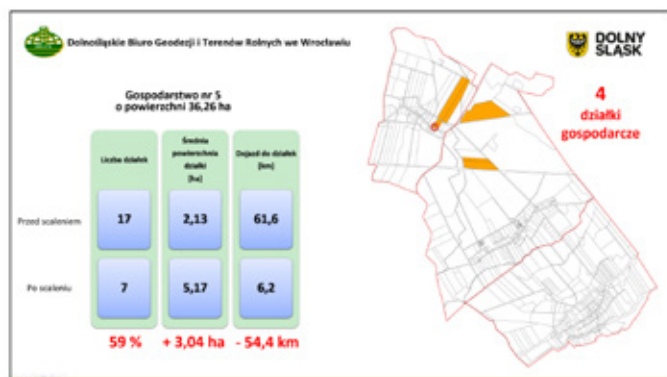 Dolnośląskie Biuro Geodezji i Terenów Rolnych we Wrocławiu
DOLNY
ŚLĄSK
Gospodarstwo nr 5
o powierzchni 36,26 ha
Liczba działek
Średnia
powierzchnia
działki
[ha]
Dojazd do działek
[km]
Przed scaleniem
17
2,13
61,6
Po scaleniu
7
5,17
6,2
59 %
+ 3,04 ha
- 54,4 km
4
działki
gospodarcze